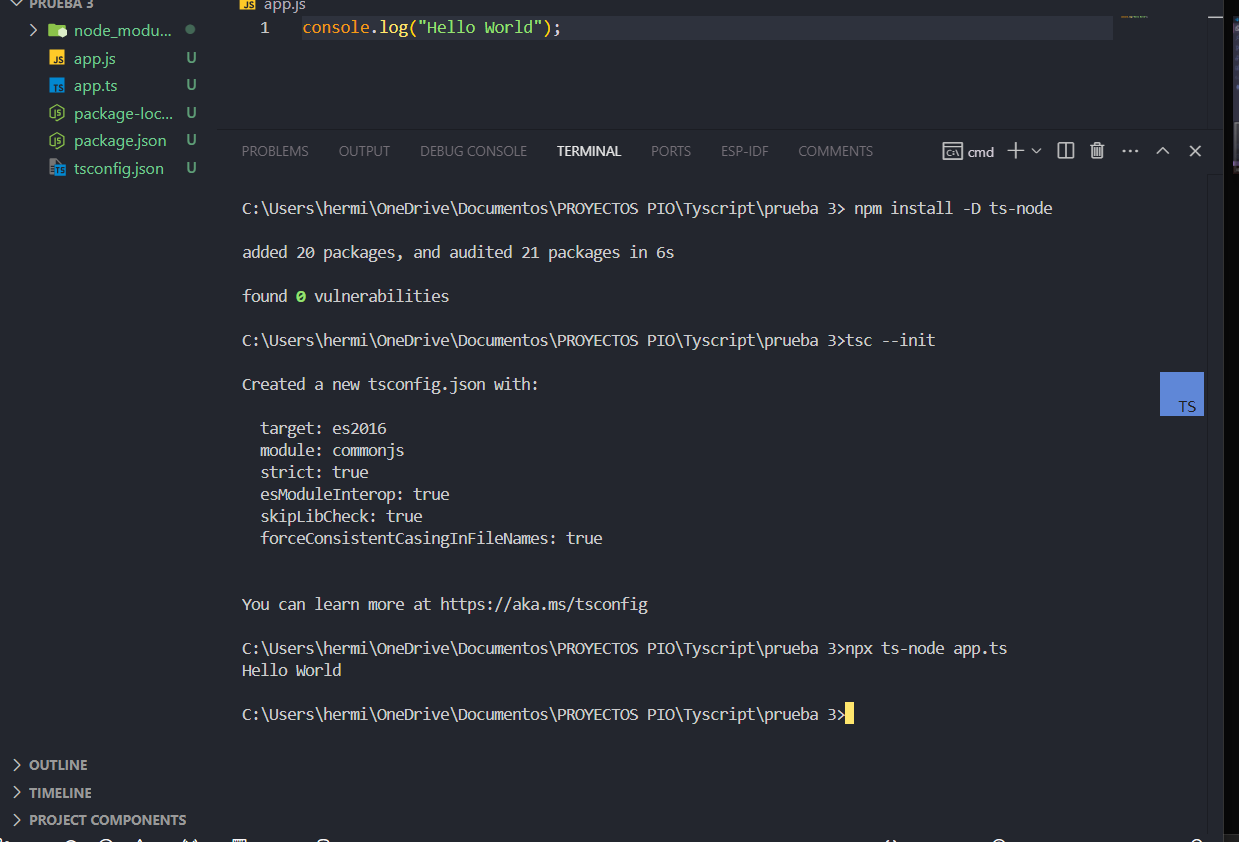 PRUEBA 3
JS app.js
node_modu...
1 console.log("Hello World");
JS app.js U
TS app.ts U
JS package-loc... U
JS package.json U
TS tsconfig.json U
PROBLEMS OUTPUT DEBUG CONSOLE TERMINAL PORTS ESP-IDF COMMENTS cmd
C:\Users\hermi\OneDrive\Documentos\PROYECTOS PIO\Tyscript\prueba 3> npm install -D ts-node
added 20 packages, and audited 21 packages in 6s
found 0 vulnerabilities
C:\Users\hermi\OneDrive\Documentos\PROYECTOS PIO\Tyscript\prueba 3>tsc --init
Created a new tsconfig.json with:
TS
target: es2016
module: commonjs
strict: true
esModuleInterop: true
skipLibCheck: true
forceConsistentCasingInFileNames: true
You can learn more at https://aka.ms/tsconfig
C:\Users\hermi\OneDrive\Documentos\PROYECTOS PIO\Tyscript\prueba 3>npx ts-node app.ts
Hello World
C:\Users\hermi\OneDrive\Documentos\PROYECTOS PIO\Tyscript\prueba 3>
OUTLINE
TIMELINE
PROJECT COMPONENTS